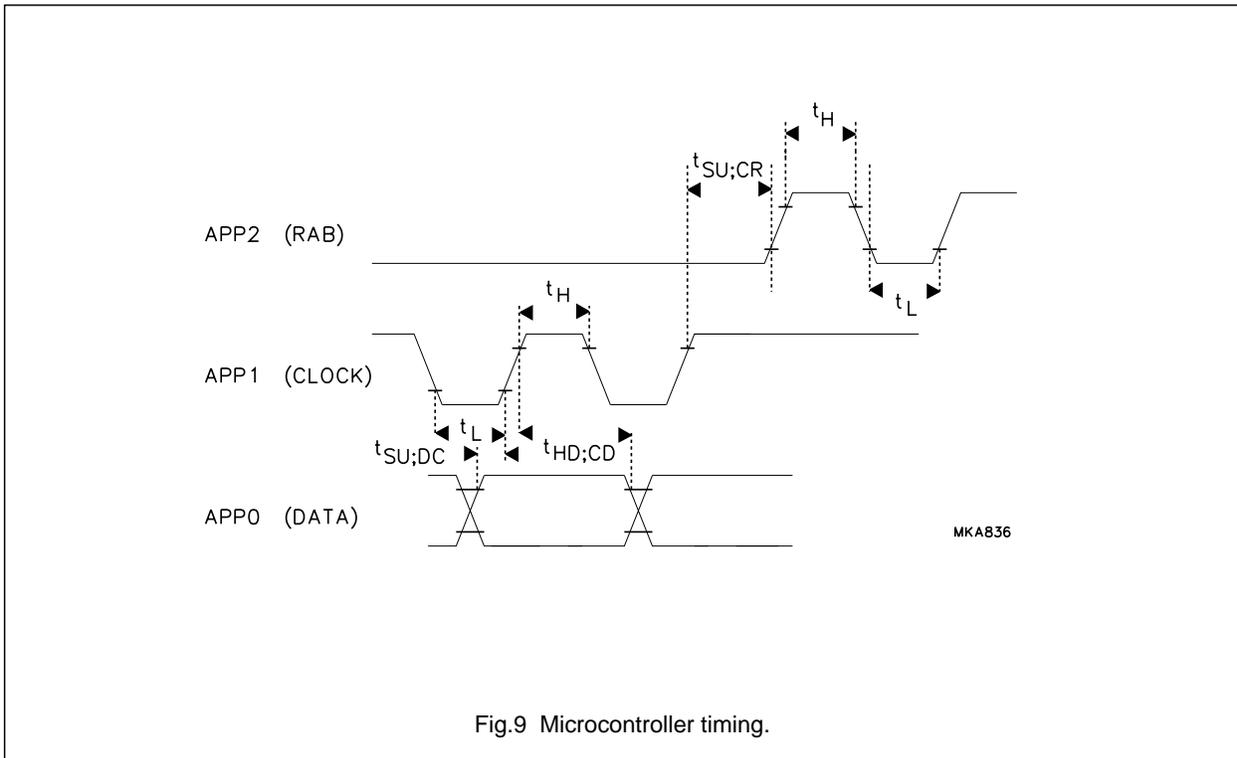 tH
tSU;CR
APP2 (RAB)
tH
tL
APP1 (CLOCK)
tL
tSU;DC
tHD;CD
APP0 (DATA)
MKA836
Fig.9 Microcontroller timing.